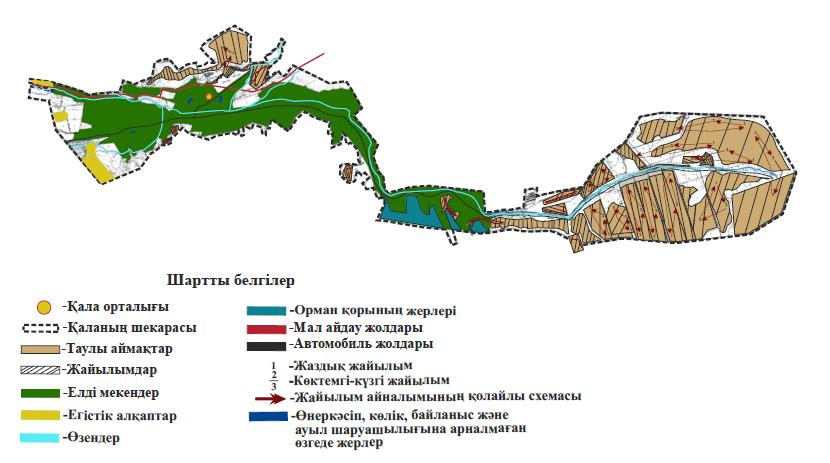 Шартты белгілер
-Қала орталығы
-Қаланың шекарасы
-Таулы аймақтар
-Жайылымдар
-Елді мекендер
-Егістік алқаптар
-Өзендер
-Орман қорының жерлері
-Мал айдау жолдары
-Автомобиль жолдары
1 -Жаздық жайылым
2 -Көктемгі-күзгі жайылым
3
-Жайылым айналымының қолайлы схемасы
-Өнеркәсіп, көлік, байланыс және
ауыл шаруашылығына арналмаған
өзгеде жерлер